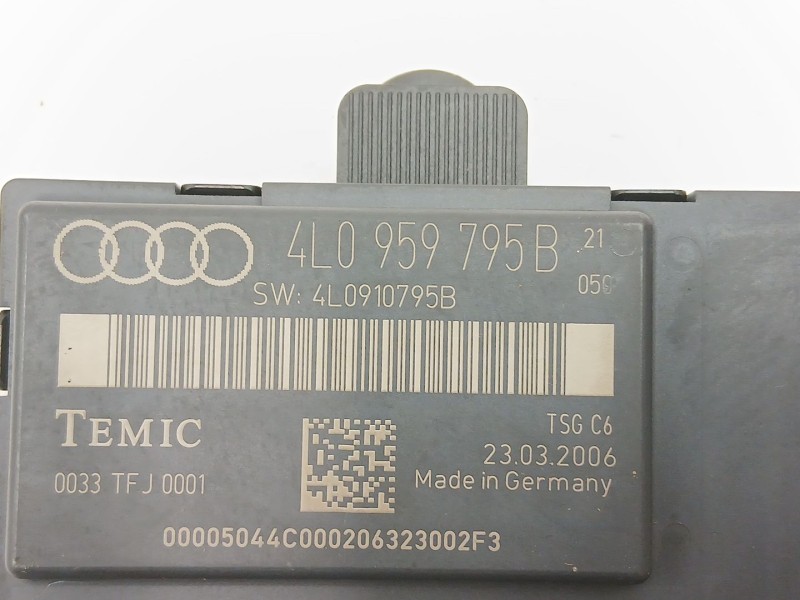 4L0 959 795 B .21
SW: 4L0910795B
TEMIC
TSG C6
23.03.2006
0033 TFJ 0001
Made in Germany
00005044C000206323002F3